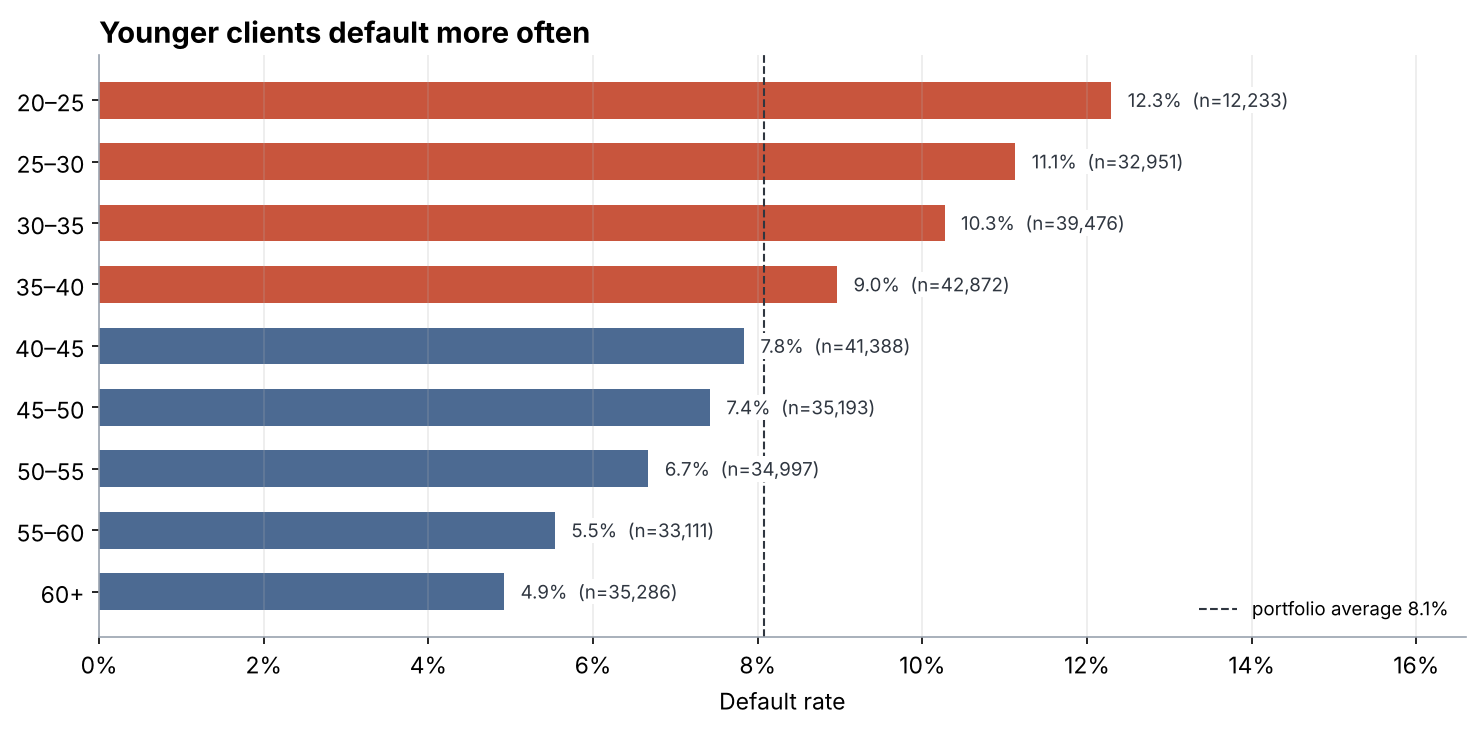 Younger clients default more often
20–25 12.3% (n=12,233)
25–30 11.1% (n=32,951)
30–35 10.3% (n=39,476)
35–40 9.0% (n=42,872)
40–45 7.8% (n=41,388)
45–50 7.4% (n=35,193)
50–55 6.7% (n=34,997)
55–60 5.5% (n=33,111)
60+ 4.9% (n=35,286)
portfolio average 8.1%
0% 2% 4% 6% 8% 10% 12% 14% 16%
Default rate